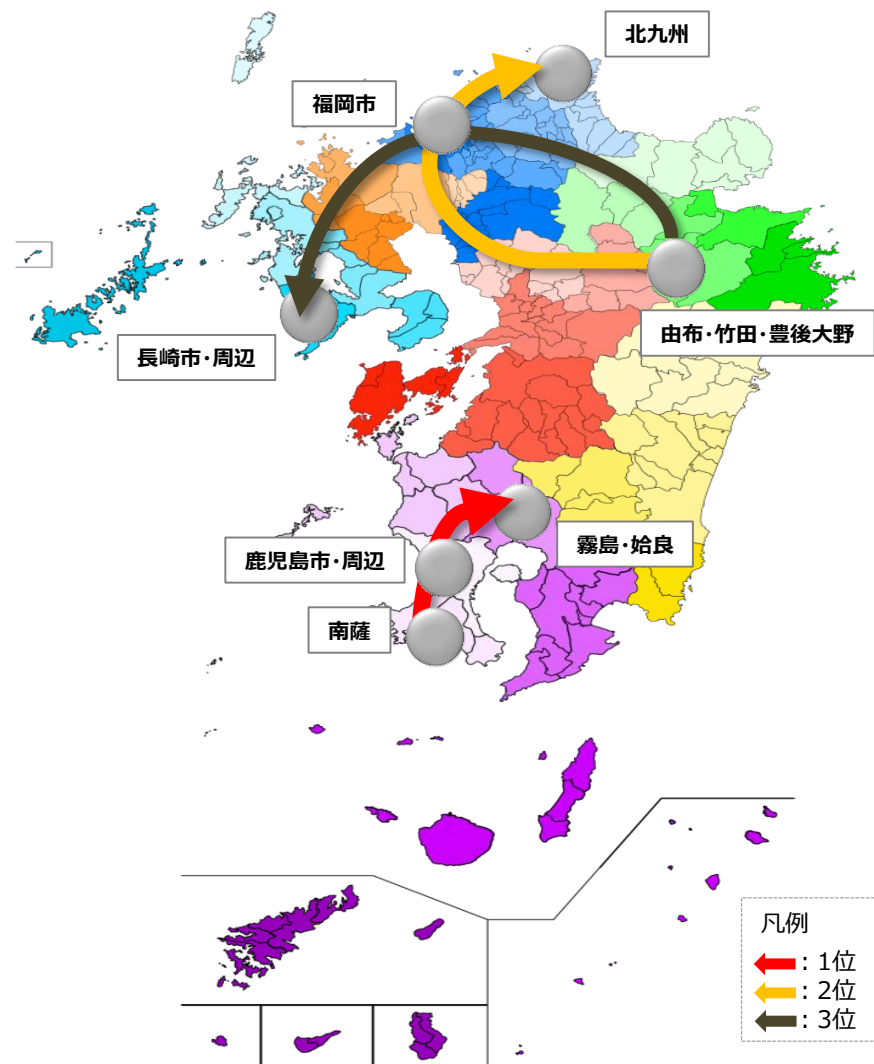 北九州
福岡市
長崎市・周辺
由布・竹田・豊後大野
鹿児島市・周辺
霧島・姶良
南薩
凡例
：1位
：2位
：3位